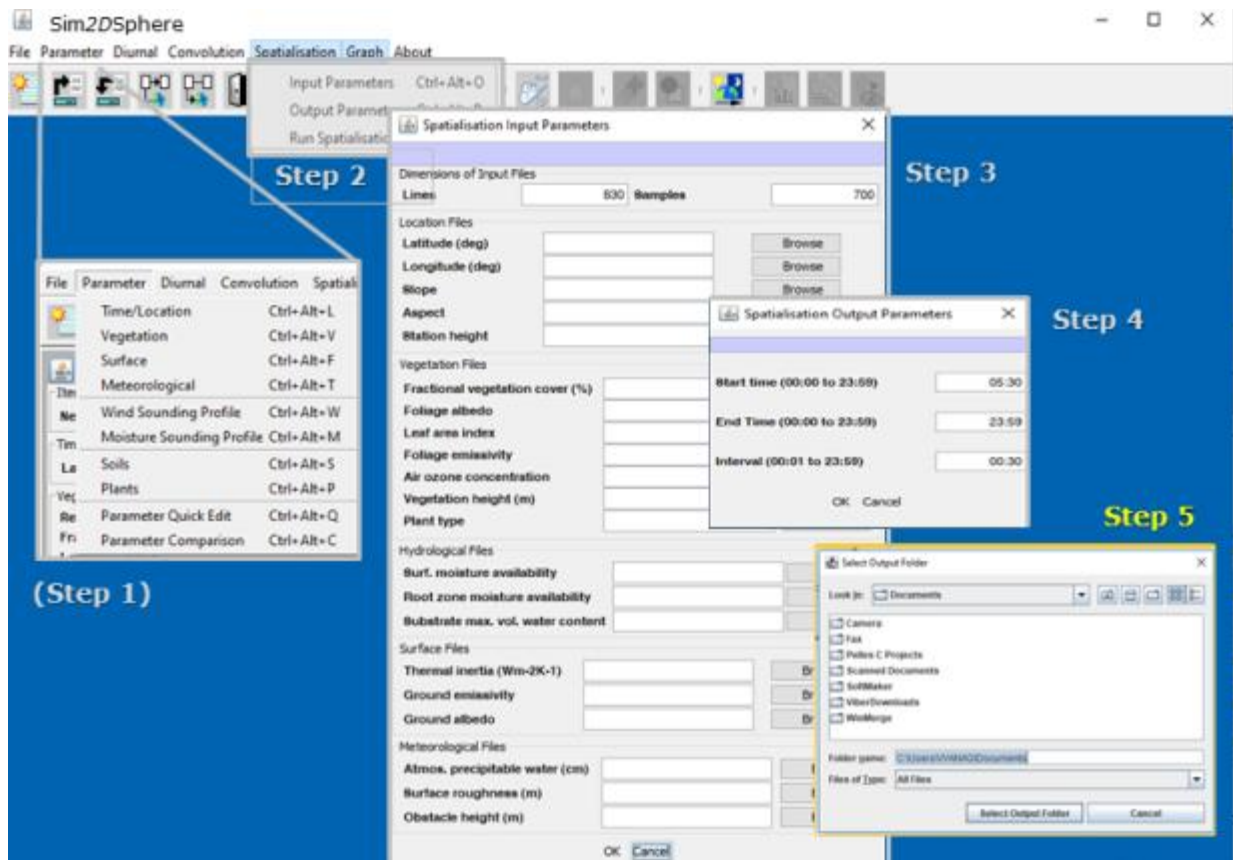 Sim2DSphere
File Parameter Diurnal Convolution Spatialisation Graph About
Input Parameters Ctrl+Alt+O
Output Paramet
Run Spatialisatio
Step 2
Spatialisation Input Parameters
Step 3
Dimensions of Input Files
Lines 530 Samples 700
Location Files
Latitude (deg) Browse
Longitude (deg) Browse
Slope Browse
Aspect
Station height
Vegetation Files
Fractional vegetation cover (%)
Foliage albedo
Leaf area index
Foliage emissivity
Air ozone concentration
Vegetation height (m)
Plant type
Hydrological Files
Surf. moisture availability
Root zone moisture availability
Substrate max. vol. water content
Surface Files
Thermal inertia (Wm-2K-1)
Ground emissivity
Ground albedo
Meteorological Files
Atmos. precipitable water (cm)
Surface roughness (m)
Obstacle height (m)
OK Cancel
File Parameter Diurnal Convolution Spatial
Time/Location Ctrl+Alt+L
Vegetation Ctrl+Alt+V
Surface Ctrl+Alt+F
Meteorological Ctrl+Alt+T
Wind Sounding Profile Ctrl+Alt+W
Moisture Sounding Profile Ctrl+Alt+M
Soils Ctrl+Alt+S
Plants Ctrl+Alt+P
Parameter Quick Edit Ctrl+Alt+Q
Parameter Comparison Ctrl+Alt+C
(Step 1)
Spatialisation Output Parameters
Step 4
Start time (00:00 to 23:59) 05:30
End Time (00:00 to 23:59) 23:59
Interval (00:01 to 23:59) 00:30
OK Cancel
Step 5
Select Output Folder
Look in: Documents
Camera
Fax
Pelles C Projects
Scanned Documents
SoftMaker
ViberDownloads
WinMerge
Folder name:
Files of Type: All Files
Select Output Folder Cancel